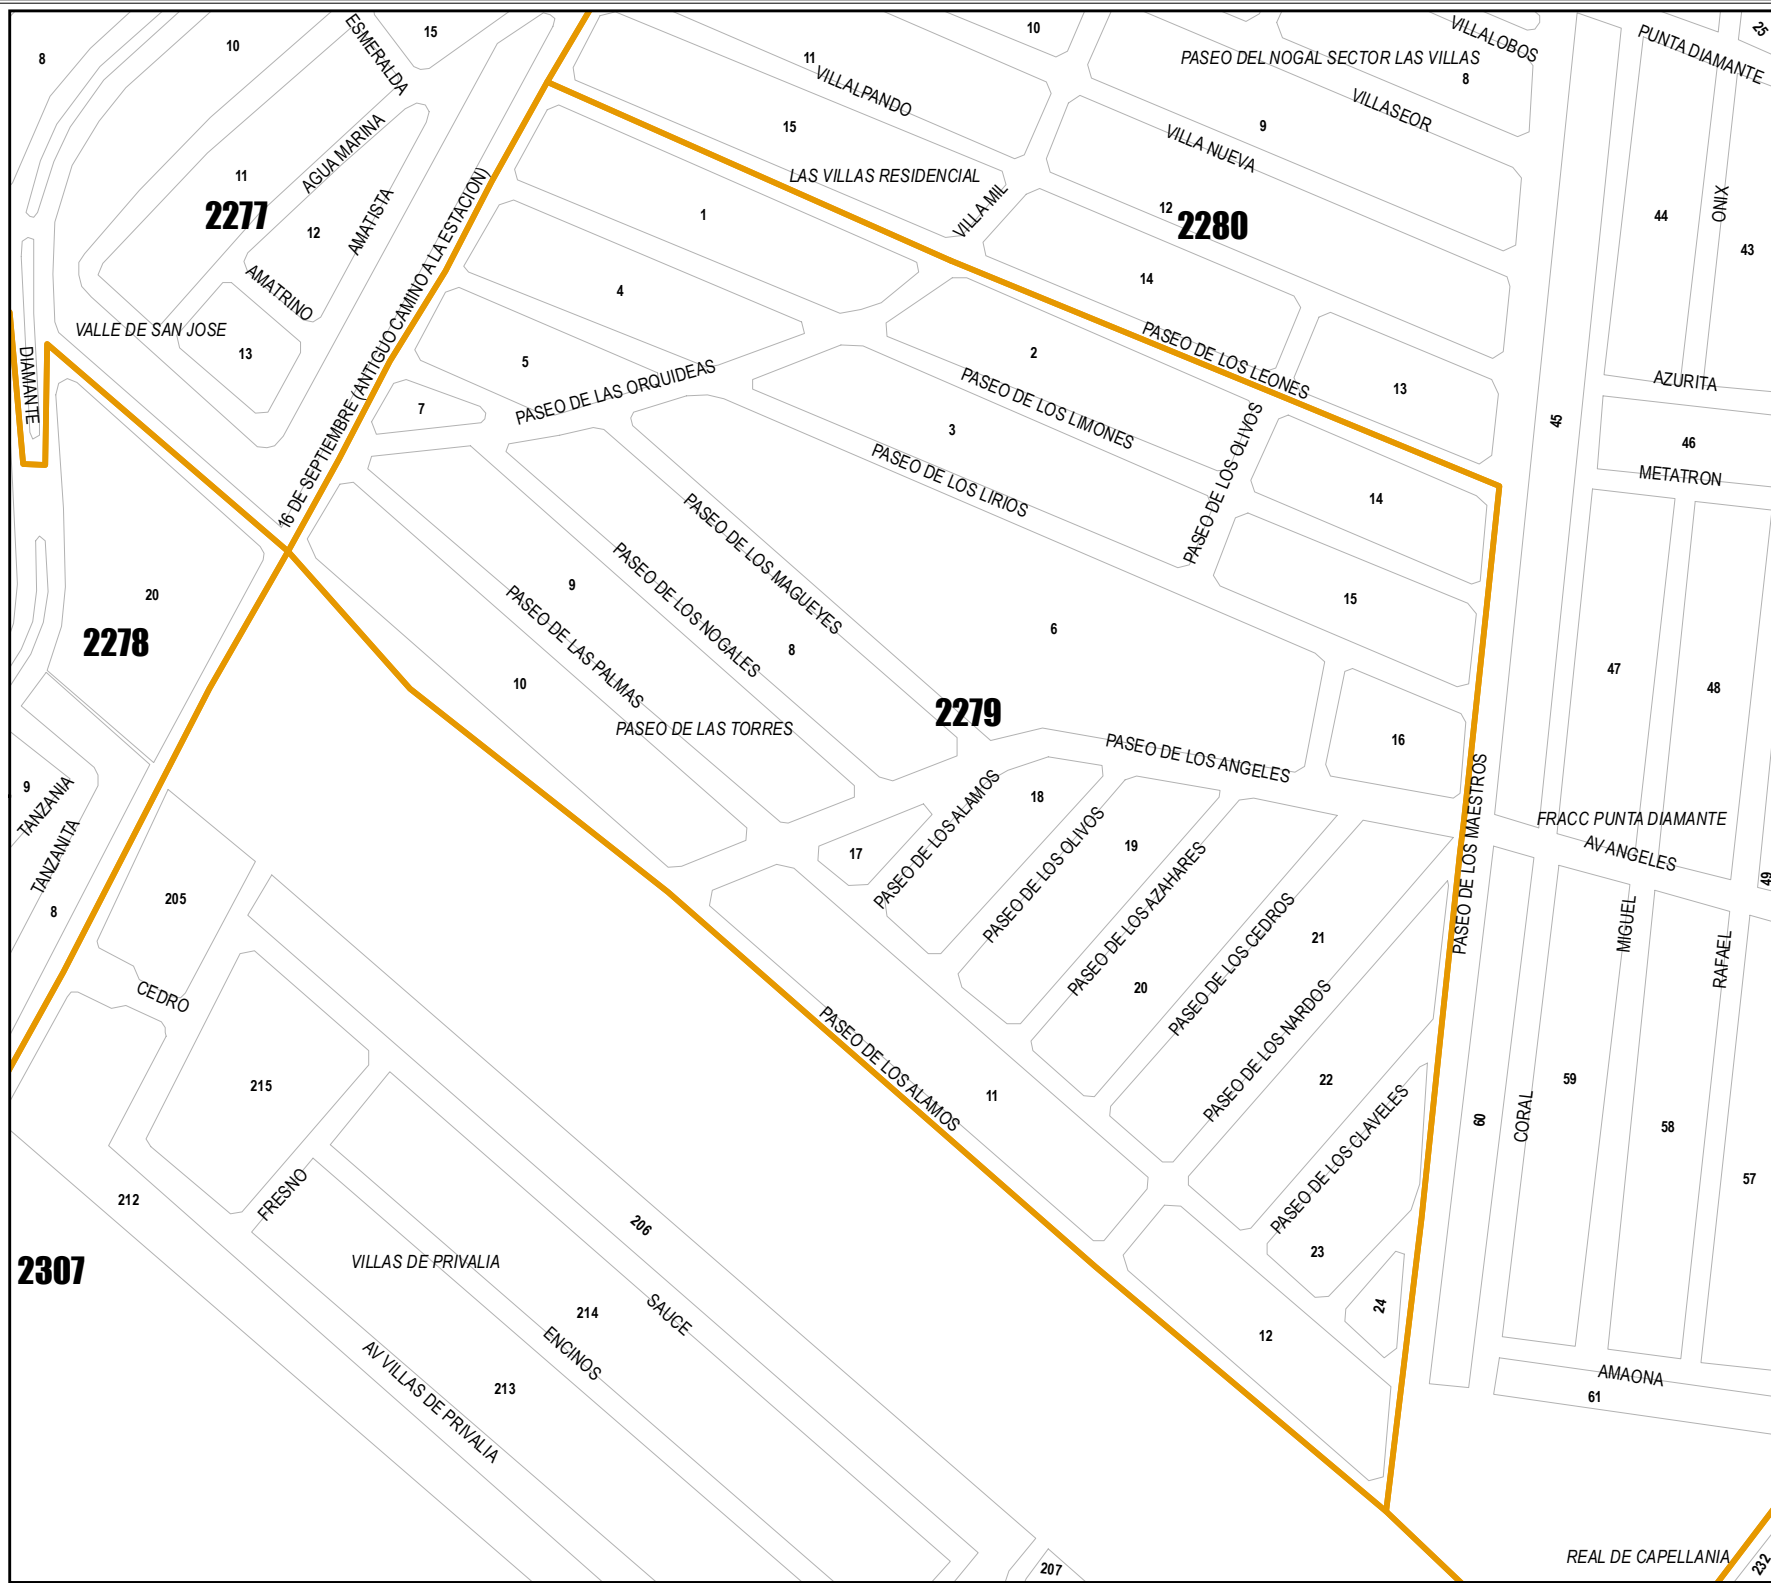 8
10
ESMERALDA
15
11
10
VILLALPANDO
PASEO DEL NOGAL SECTOR LAS VILLAS
VILLALOBOS
8
PUNTA DIAMANTE
25
VILLASEOR
9
VILLA NUEVA
15
LAS VILLAS RESIDENCIAL
VILLA MIL
12
2280
14
44
ONIX
43
11
AGUA MARINA
2277
12
AMATISTA
AMATRINO
VALLE DE SAN JOSE
13
DIAMANTE
16 DE SEPTIEMBRE (ANTIGUO CAMINO A LA ESTACION)
1
4
5
7
PASEO DE LAS ORQUIDEAS
2
PASEO DE LOS LEONES
PASEO DE LOS LIMONES
3
PASEO DE LOS LIRIOS
PASEO DE LOS OLIVOS
13
14
15
45
AZURITA
46
METATRON
47
48
20
2278
9
PASEO DE LOS MAGUEYES
PASEO DE LOS NOGALES
PASEO DE LAS PALMAS
8
6
10
PASEO DE LAS TORRES
2279
PASEO DE LOS ANGELES
16
PASEO DE LOS MAESTROS
FRACC PUNTA DIAMANTE
AV ANGELES
49
9
TANZANIA
TANZANITA
8
205
CEDRO
17
PASEO DE LOS ALAMOS
18
PASEO DE LOS OLIVOS
19
PASEO DE LOS AZAHARES
20
PASEO DE LOS CEDROS
21
PASEO DE LOS NARDOS
22
PASEO DE LOS CLAVELES
23
24
MIGUEL
RAFAEL
PASEO DE LOS ALAMOS
11
12
60
CORAL
59
58
57
215
212
FRESNO
2307
VILLAS DE PRIVALIA
206
214
SAUCE
ENCINOS
213
AV VILLAS DE PRIVALIA
AMAONA
61
207
REAL DE CAPELLANIA
232